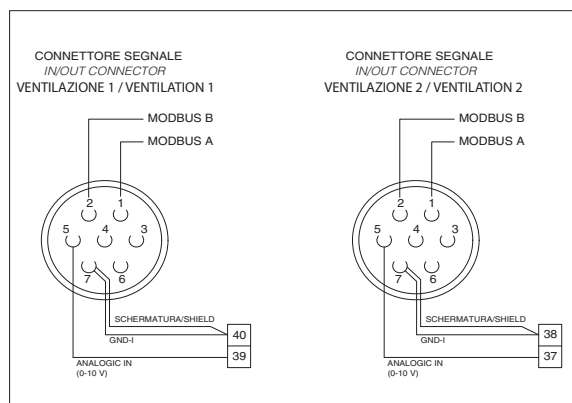 CONNETTORE SEGNALE
IN/OUT CONNECTOR
VENTILAZIONE 1 / VENTILATION 1
MODBUS B
MODBUS A
2
1
5
4
3
7
6
SCHERMATURA/SHIELD
40
GND-I
39
ANALOGIC IN
(0-10 V)
CONNETTORE SEGNALE
IN/OUT CONNECTOR
VENTILAZIONE 2 / VENTILATION 2
MODBUS B
MODBUS A
2
1
5
4
3
7
6
SCHERMATURA/SHIELD
38
GND-I
37
ANALOGIC IN
(0-10 V)